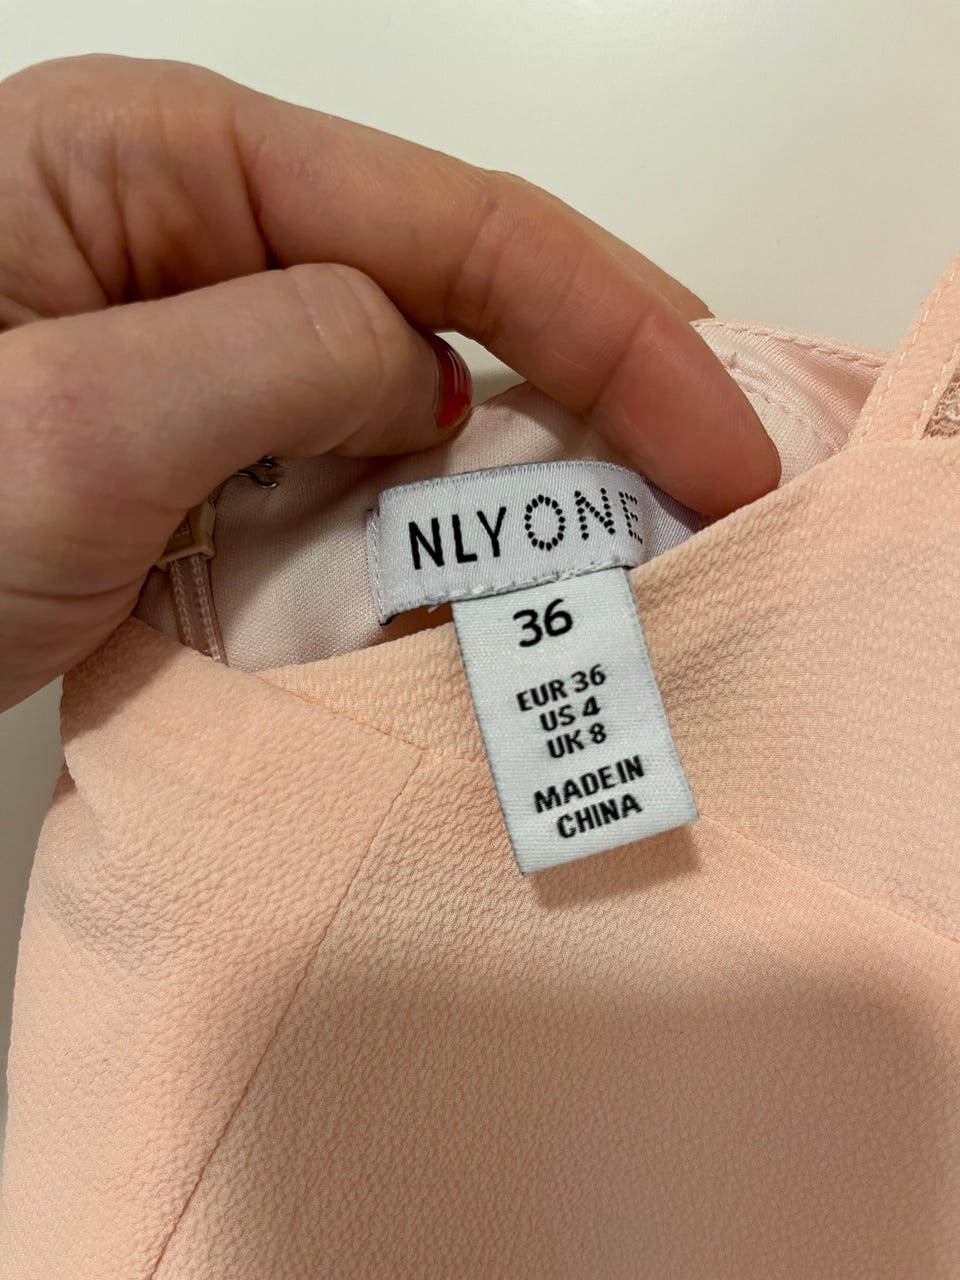 NLY ONE
36
EUR 36
US 4
UK 8
MADE IN
CHINA